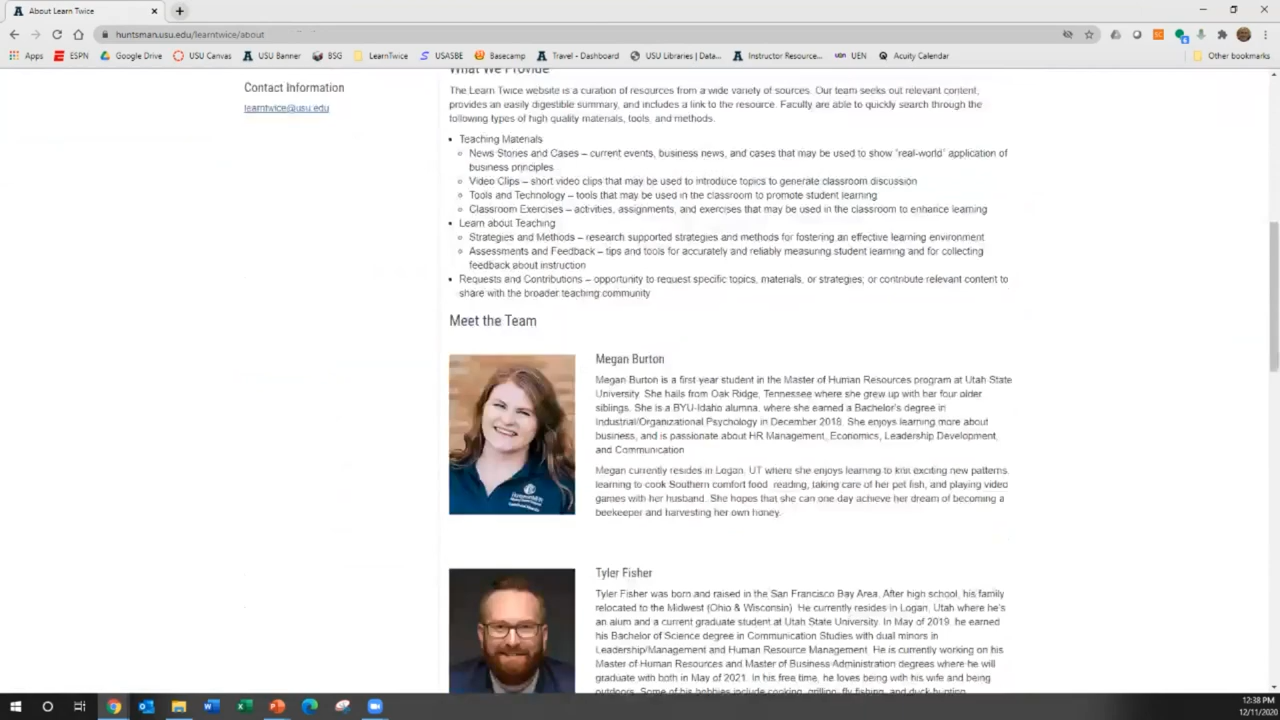 About Learn Twice
huntsman.usu.edu/learntwice/about
Apps ESPN Google Drive USU Canvas USU Banner BSG LearnTwice USASBE Basecamp Travel - Dashboard USU Libraries | Data... Instructor Resource... UEN Acuity Calendar Other bookmarks
Contact Information
learntwice@usu.edu
What We Provide
The Learn Twice website is a curation of resources from a wide variety of sources. Our team seeks out relevant content,
provides an easily digestible summary, and includes a link to the resource. Faculty are able to quickly search through the
following types of high quality materials, tools, and methods.
Teaching Materials
News Stories and Cases – current events, business news, and cases that may be used to show "real-world" application of
business principles
Video Clips – short video clips that may be used to introduce topics to generate classroom discussion
Tools and Technology – tools that may be used in the classroom to promote student learning
Classroom Exercises – activities, assignments, and exercises that may be used in the classroom to enhance learning
Learn about Teaching
Strategies and Methods – research supported strategies and methods for fostering an effective learning environment
Assessments and Feedback – tips and tools for accurately and reliably measuring student learning and for collecting
feedback about instruction
Requests and Contributions – opportunity to request specific topics, materials, or strategies; or contribute relevant content to
share with the broader teaching community
Meet the Team
Megan Burton
Megan Burton is a first year student in the Master of Human Resources program at Utah State
University. She hails from Oak Ridge, Tennessee where she grew up with her four older
siblings. She is a BYU-Idaho alumna, where she earned a Bachelor's degree in
Industrial/Organizational Psychology in December 2018. She enjoys learning more about
business, and is passionate about HR Management, Economics, Leadership Development,
and Communication
Megan currently resides in Logan, UT where she enjoys learning to knit exciting new patterns,
learning to cook Southern comfort food, reading, taking care of her pet fish, and playing video
games with her husband. She hopes that she can one day achieve her dream of becoming a
beekeeper and harvesting her own honey.
Tyler Fisher
Tyler Fisher was born and raised in the San Francisco Bay Area. After high school, his family
relocated to the Midwest (Ohio & Wisconsin). He currently resides in Logan, Utah where he's
an alum and a current graduate student at Utah State University. In May of 2019, he earned
his Bachelor of Science degree in Communication Studies with dual minors in
Leadership/Management and Human Resource Management. He is currently working on his
Master of Human Resources and Master of Business Administration degrees where he will
graduate with both in May of 2021. In his free time, he loves being with his wife and being
outdoors. Some of his hobbies include cooking, grilling, fly fishing, and duck hunting.
12:38 PM
12/11/2020